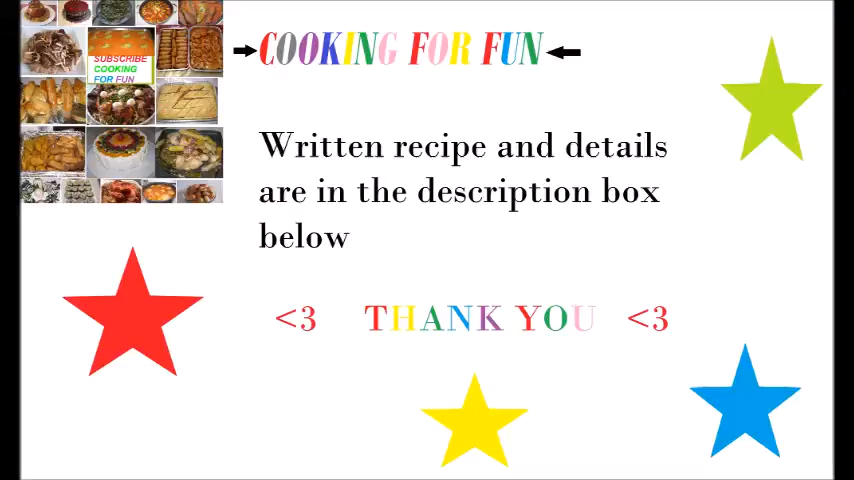 COOKING FOR FUN
SUBSCRIBE
COOKING
FOR FUN
Written recipe and details
are in the description box
below
<3 THANK YOU <3